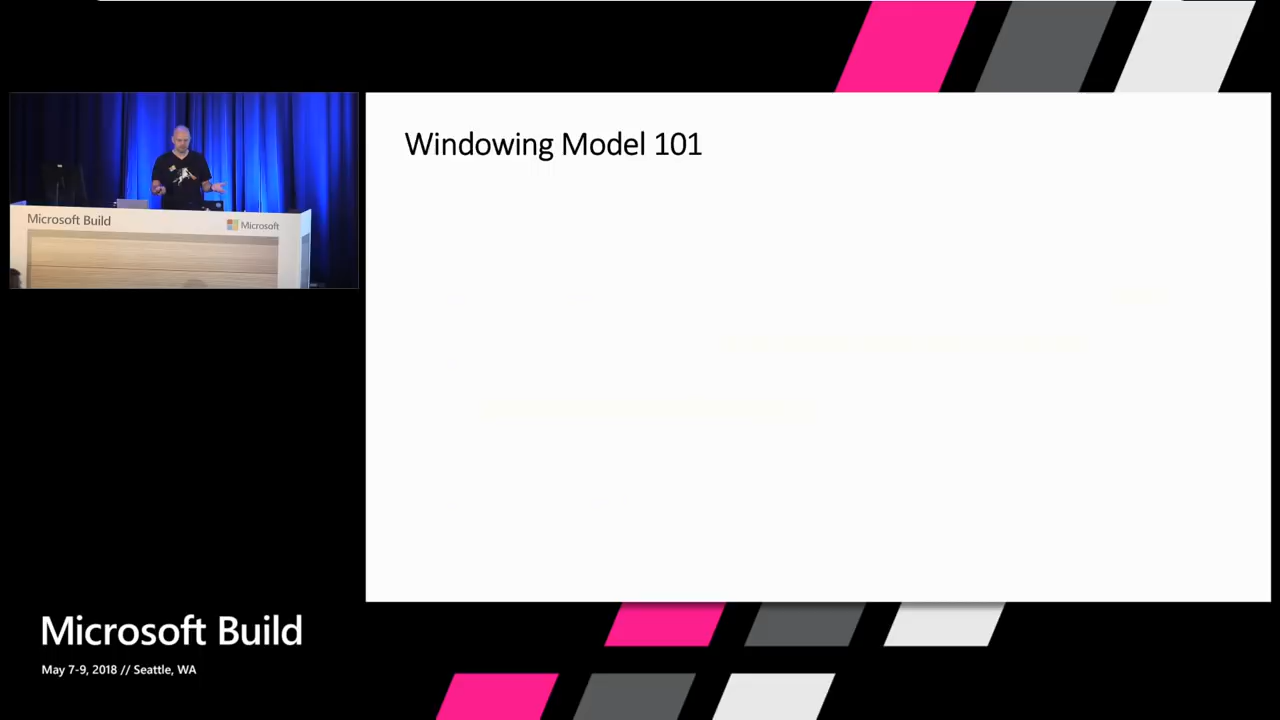 Windowing Model 101
Microsoft Build
Microsoft
Microsoft Build
May 7-9, 2018 // Seattle, WA